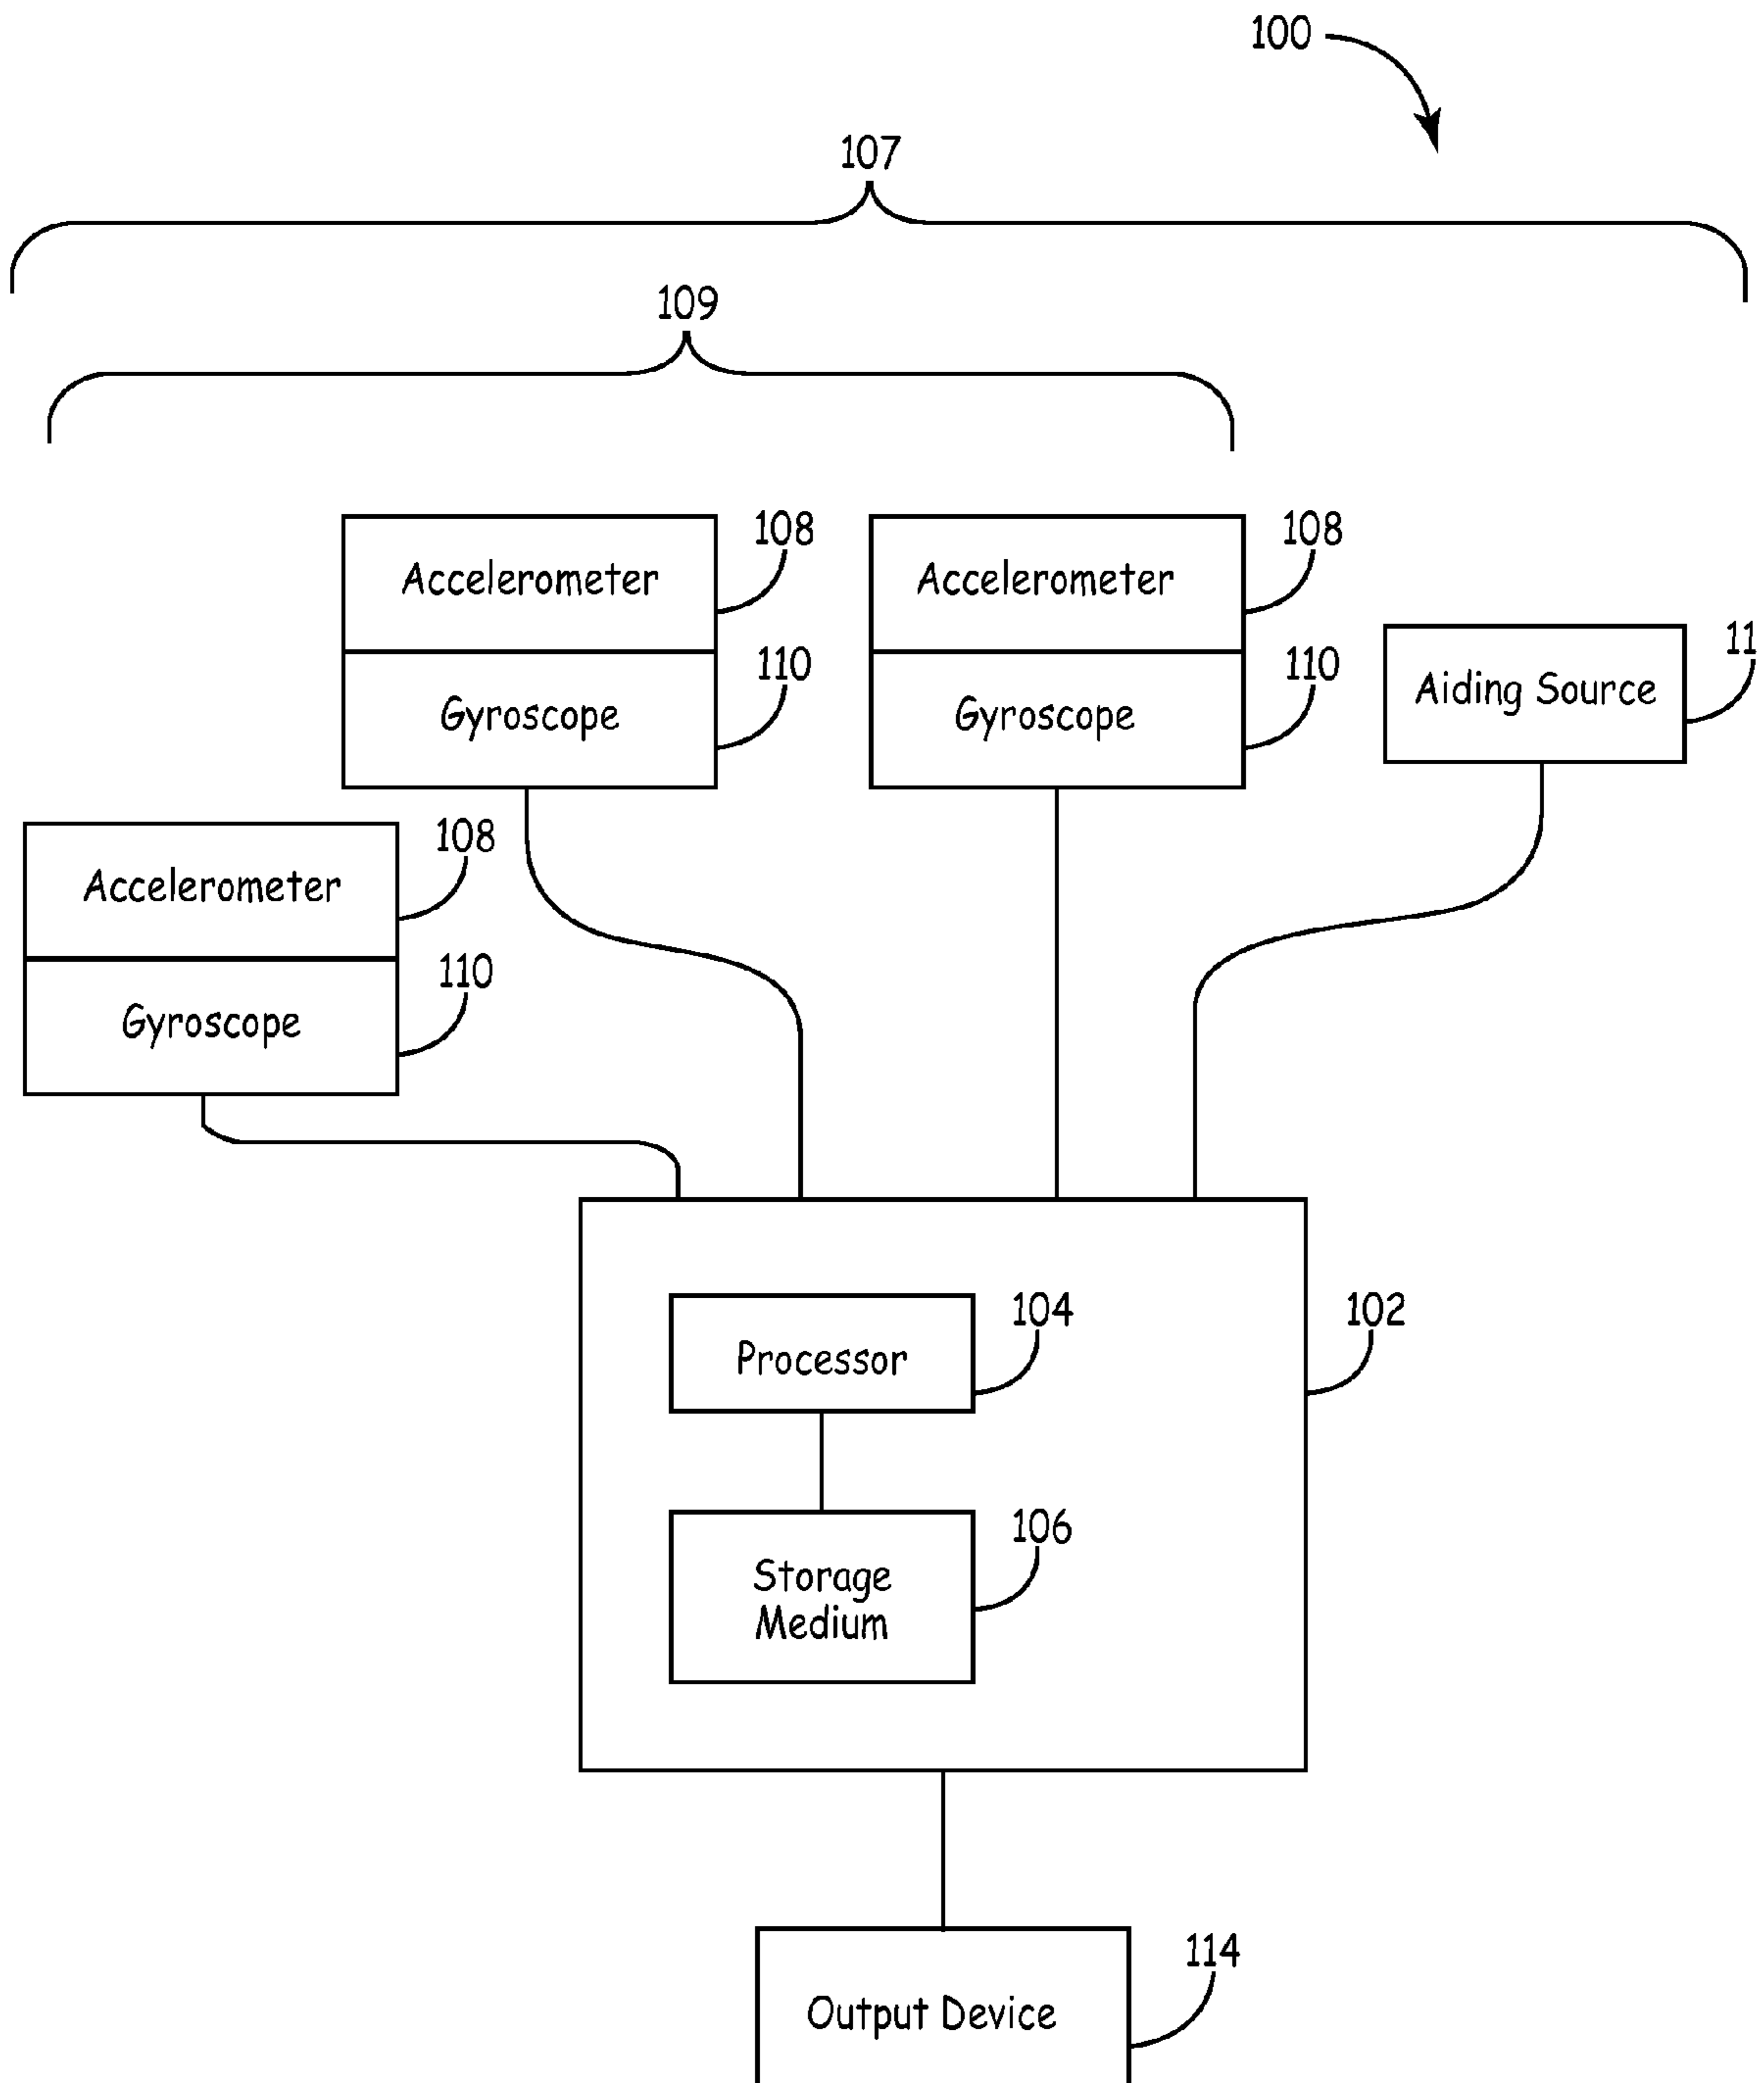 100
107
109
Accelerometer
108
Gyroscope
110
Accelerometer
108
Gyroscope
110
Aiding Source
11
Accelerometer
108
Gyroscope
110
Processor
104
102
Storage
Medium
106
Output Device
114